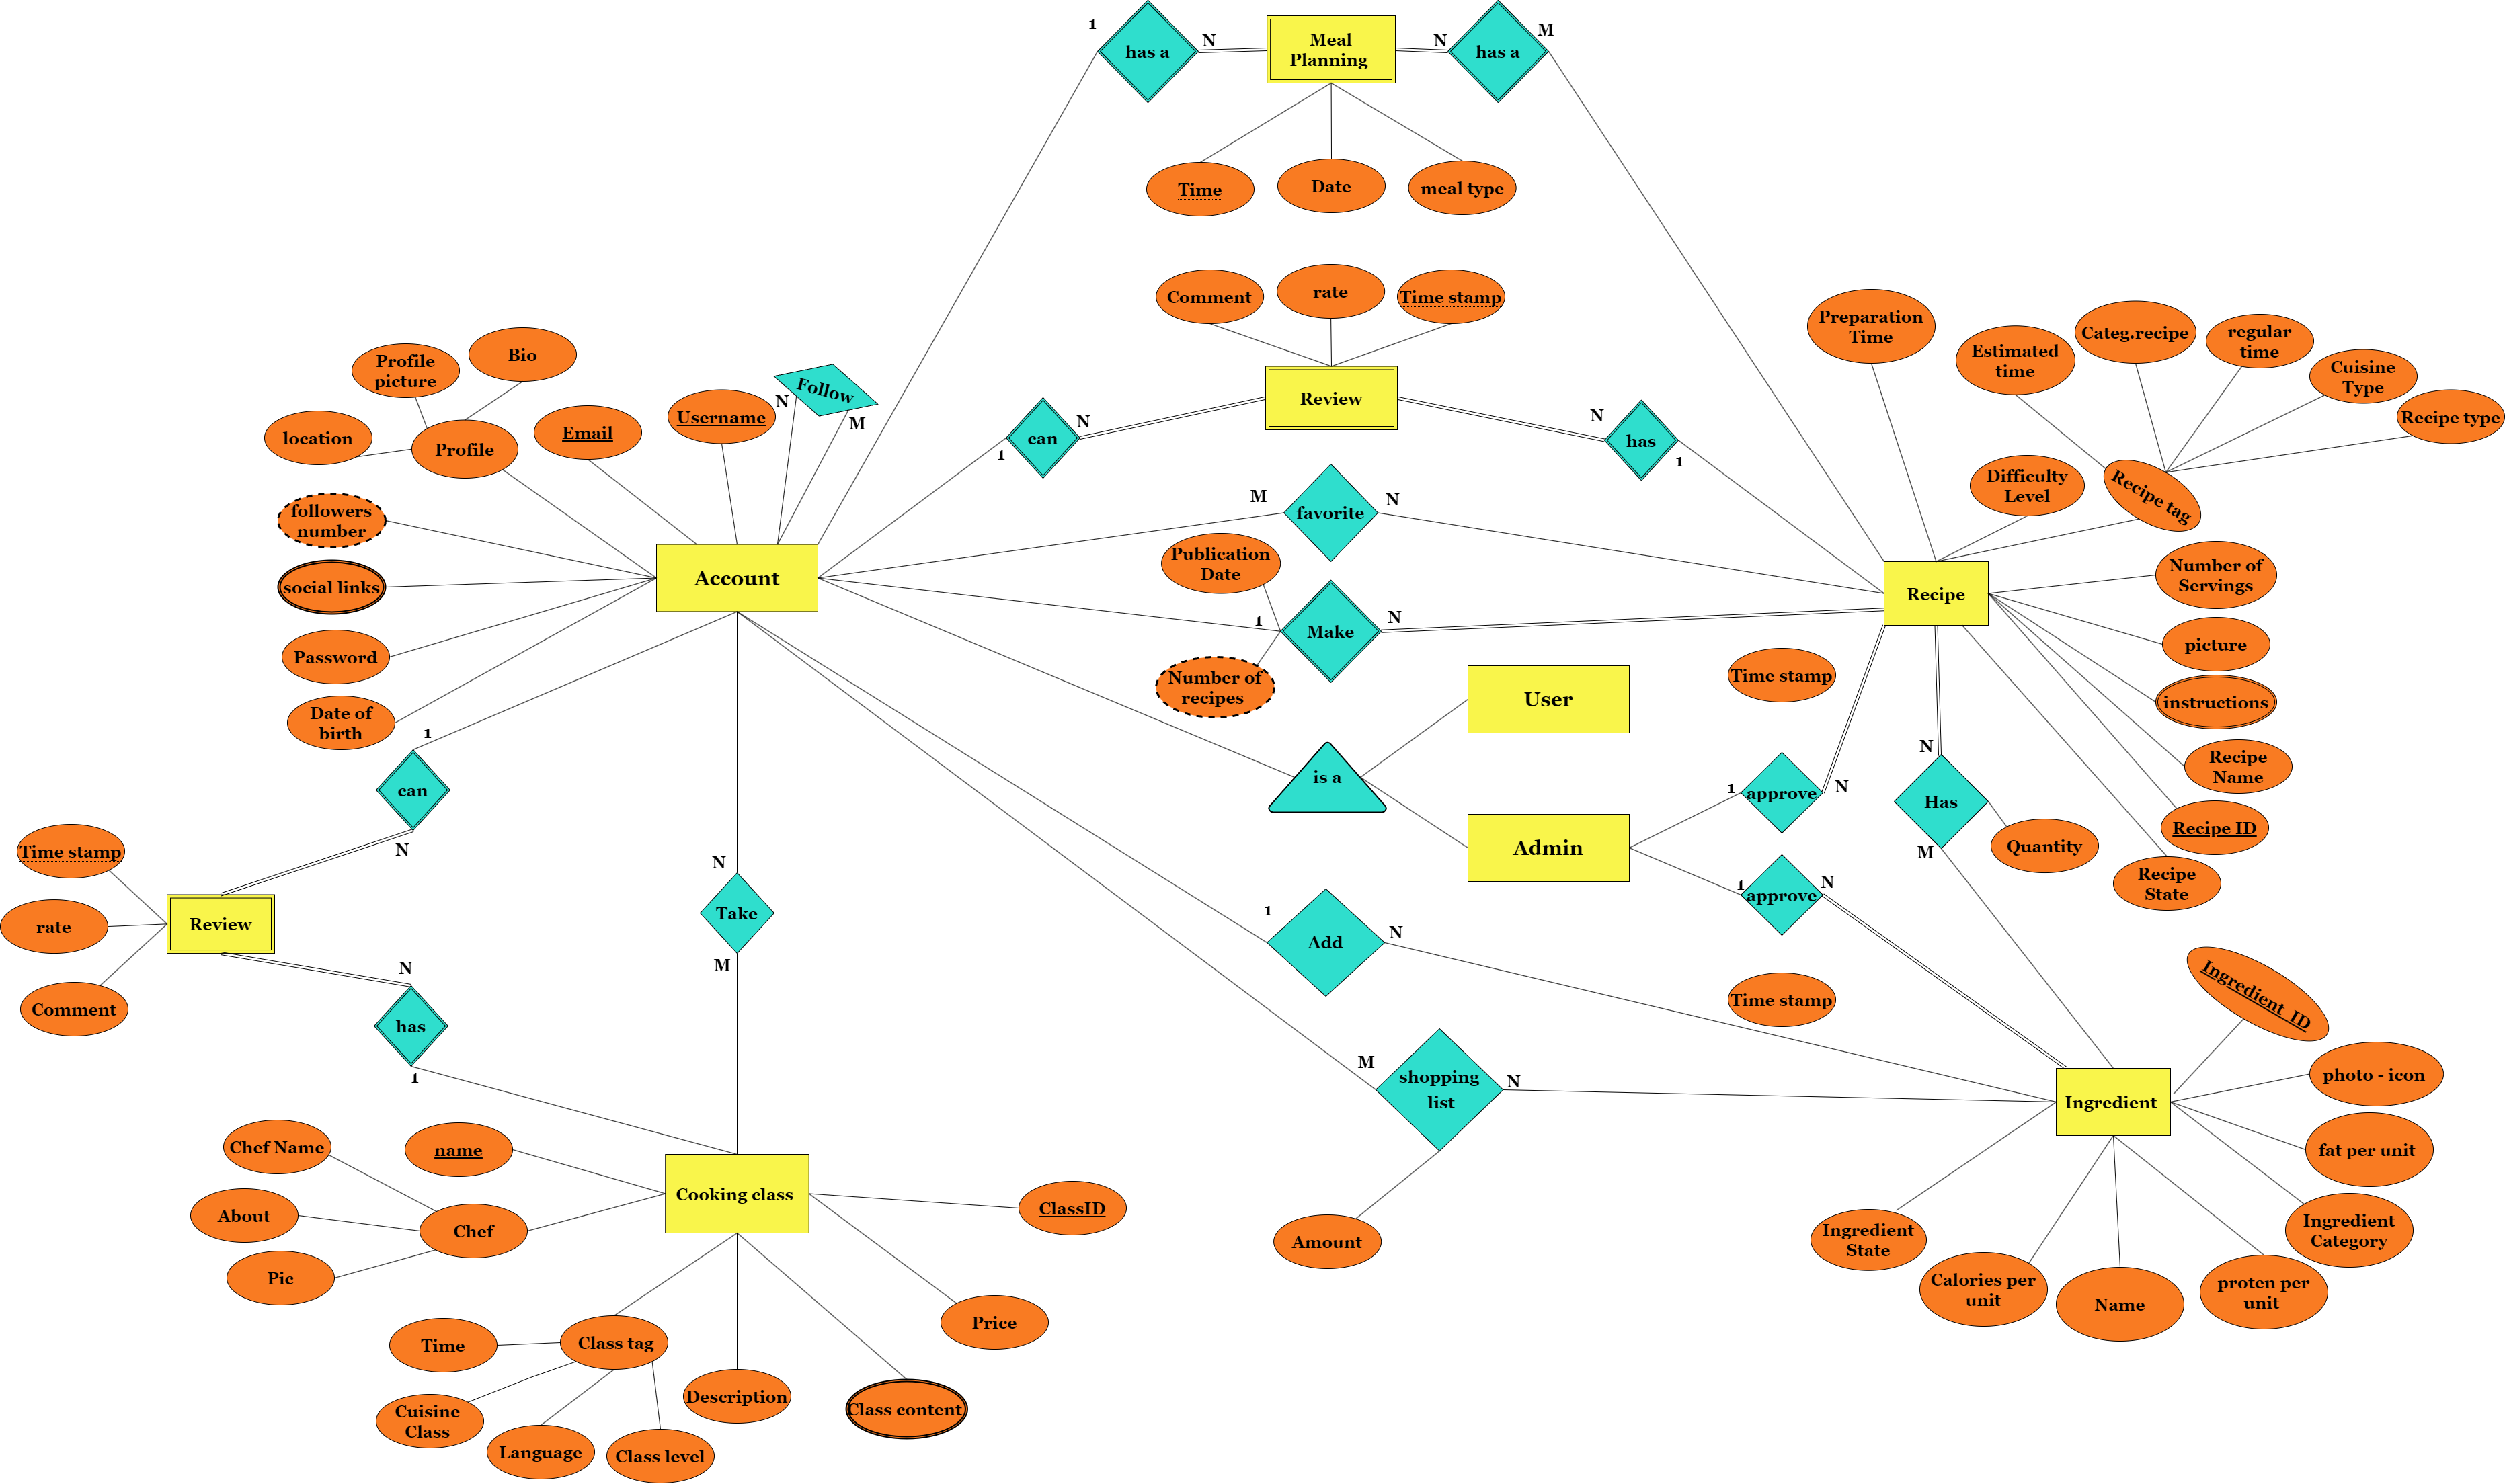 1
has a
N
Meal
Planning
N
has a
M
Time
Date
meal type
Comment
rate
Time stamp
Review
can
N
1
N
has
1
Profile
picture
Bio
location
Profile
Email
Username
Follow
N
M
followers
number
social links
Password
Date of
birth
Account
M
favorite
N
Publication
Date
1
Make
N
Number of
recipes
Preparation
Time
Estimated
time
Categ.recipe
regular
time
Cuisine
Type
Recipe type
Recipe tag
Difficulty
Level
Recipe
Number of
Servings
picture
instructions
Recipe
Name
Recipe ID
Recipe
State
User
is a
Admin
Time stamp
1
approve
N
1
approve
N
Time stamp
N
Has
M
Quantity
1
can
N
Time stamp
rate
Comment
Review
N
has
1
N
Take
M
1
Add
N
M
shopping
list
N
Amount
Ingredient ID
photo - icon
Ingredient
fat per unit
Ingredient
Category
Ingredient
State
Calories per
unit
Name
proten per
unit
Chef Name
name
About
Chef
Pic
Cooking class
ClassID
Price
Time
Class tag
Cuisine
Class
Language
Class level
Description
Class content